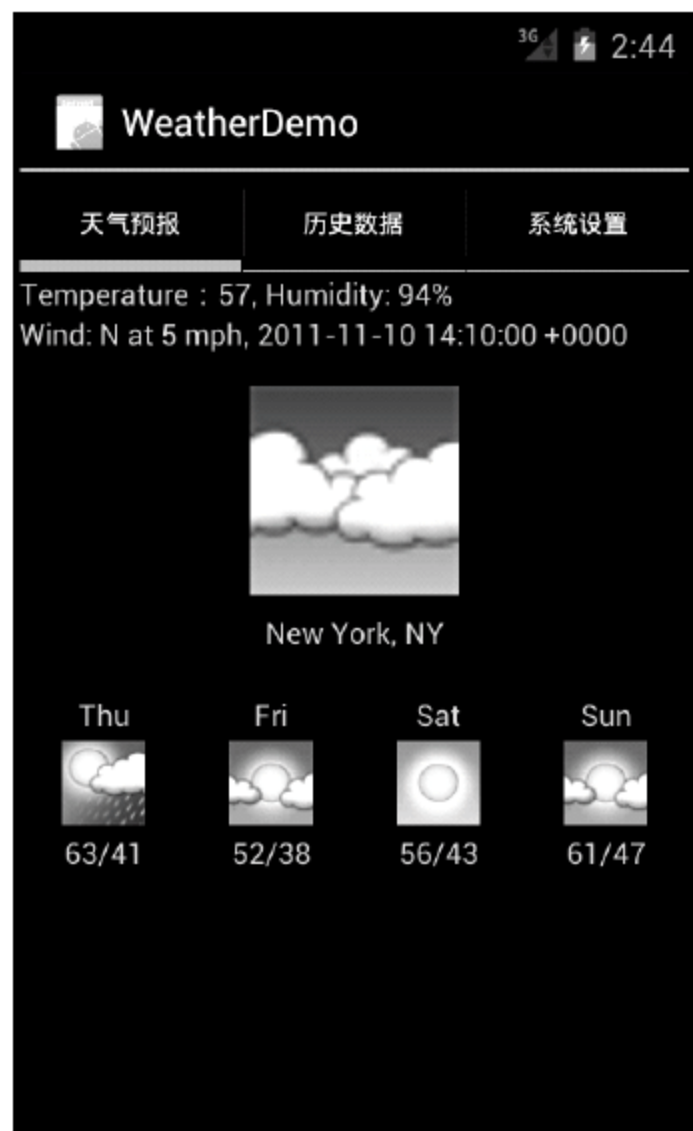 3G 2:44
WeatherDemo
天气预报 历史数据 系统设置
Temperature：57, Humidity: 94%
Wind: N at 5 mph, 2011-11-10 14:10:00 +0000
New York, NY
Thu Fri Sat Sun
63/41 52/38 56/43 61/47